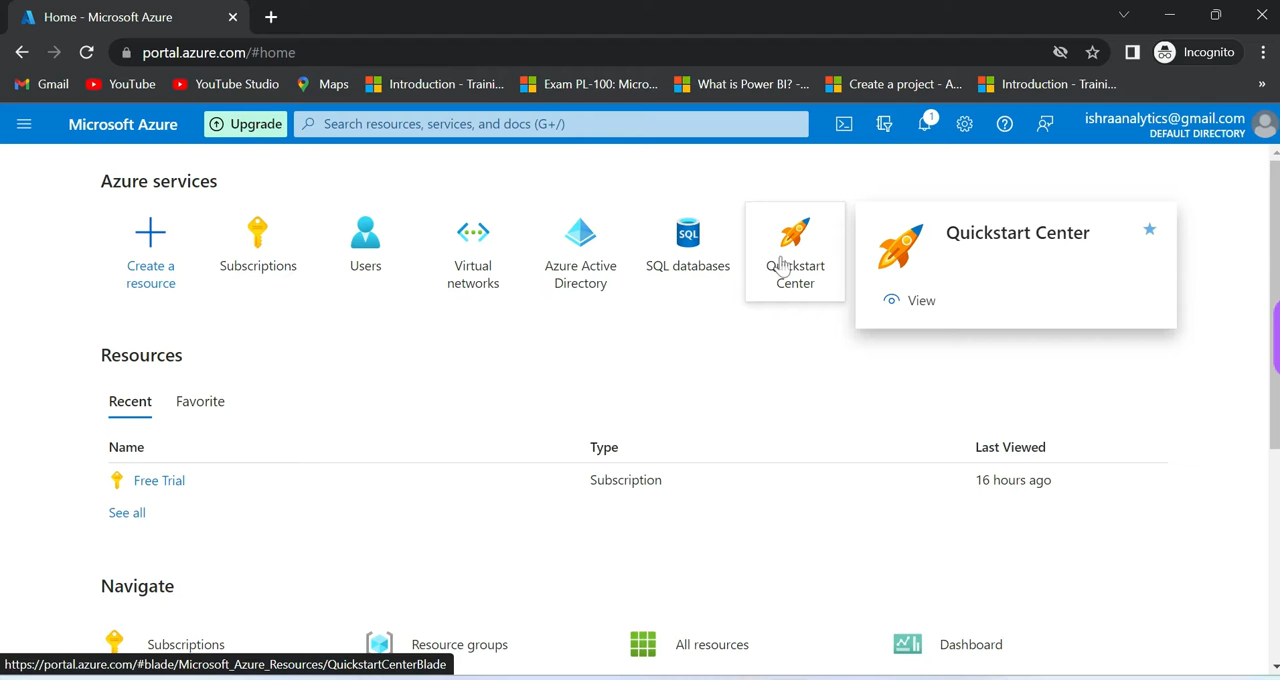 Home - Microsoft Azure
portal.azure.com/#home
Incognito
Gmail
YouTube
YouTube Studio
Maps
Introduction - Traini...
Exam PL-100: Micro...
What is Power BI? -...
Create a project - A...
Introduction - Traini...
»
Microsoft Azure
Upgrade
Search resources, services, and docs (G+/)
1
ishraanalytics@gmail.com
DEFAULT DIRECTORY
Azure services
Create a
resource
Subscriptions
Users
Virtual
networks
Azure Active
Directory
SQL
SQL databases
Quickstart
Center
Quickstart Center
View
Resources
Recent
Favorite
Name
Type
Last Viewed
Free Trial
Subscription
16 hours ago
See all
Navigate
Subscriptions
Resource groups
All resources
Dashboard
https://portal.azure.com/#blade/Microsoft_Azure_Resources/QuickstartCenterBlade